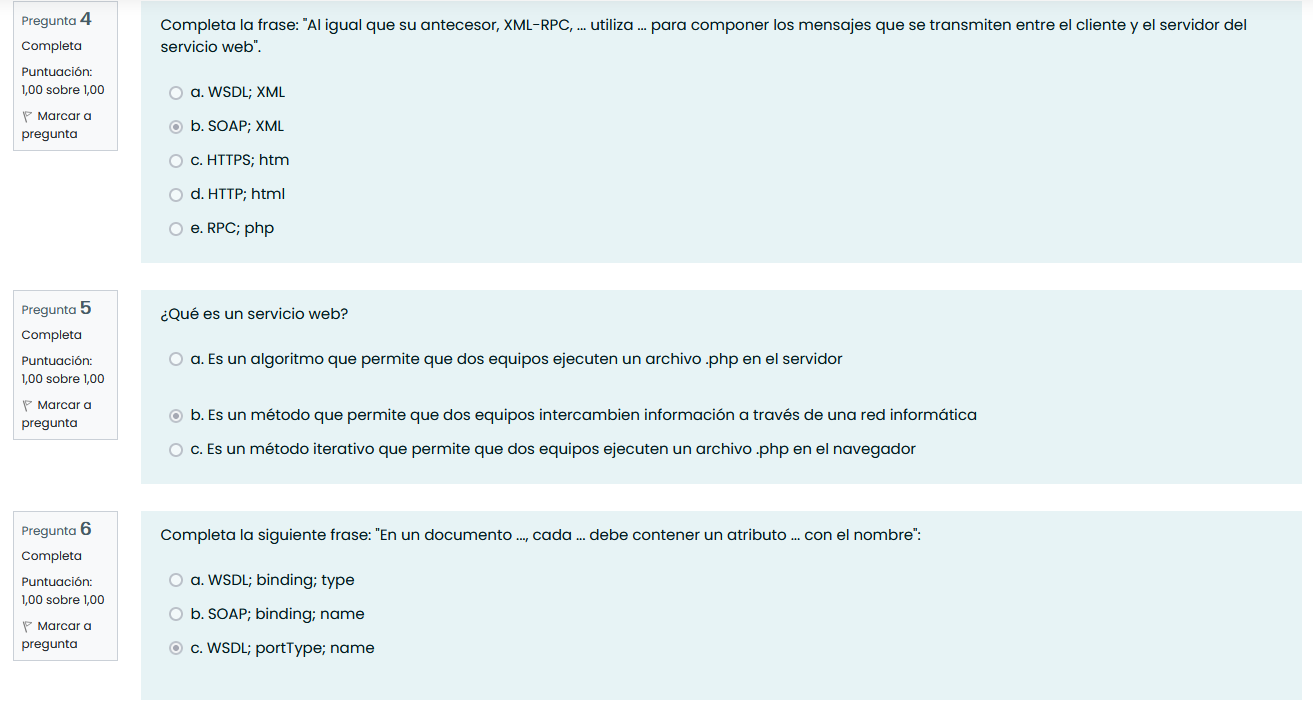 Pregunta 4
Completa
Puntuación:
1,00 sobre 1,00
Marcar a
pregunta
Completa la frase: "Al igual que su antecesor, XML-RPC, ... utiliza ... para componer los mensajes que se transmiten entre el cliente y el servidor del
servicio web".
a. WSDL; XML
b. SOAP; XML
c. HTTPS; htm
d. HTTP; html
e. RPC; php
Pregunta 5
Completa
Puntuación:
1,00 sobre 1,00
Marcar a
pregunta
¿Qué es un servicio web?
a. Es un algoritmo que permite que dos equipos ejecuten un archivo .php en el servidor
b. Es un método que permite que dos equipos intercambien información a través de una red informática
c. Es un método iterativo que permite que dos equipos ejecuten un archivo .php en el navegador
Pregunta 6
Completa
Puntuación:
1,00 sobre 1,00
Marcar a
pregunta
Completa la siguiente frase: "En un documento ..., cada ... debe contener un atributo ... con el nombre":
a. WSDL; binding; type
b. SOAP; binding; name
c. WSDL; portType; name